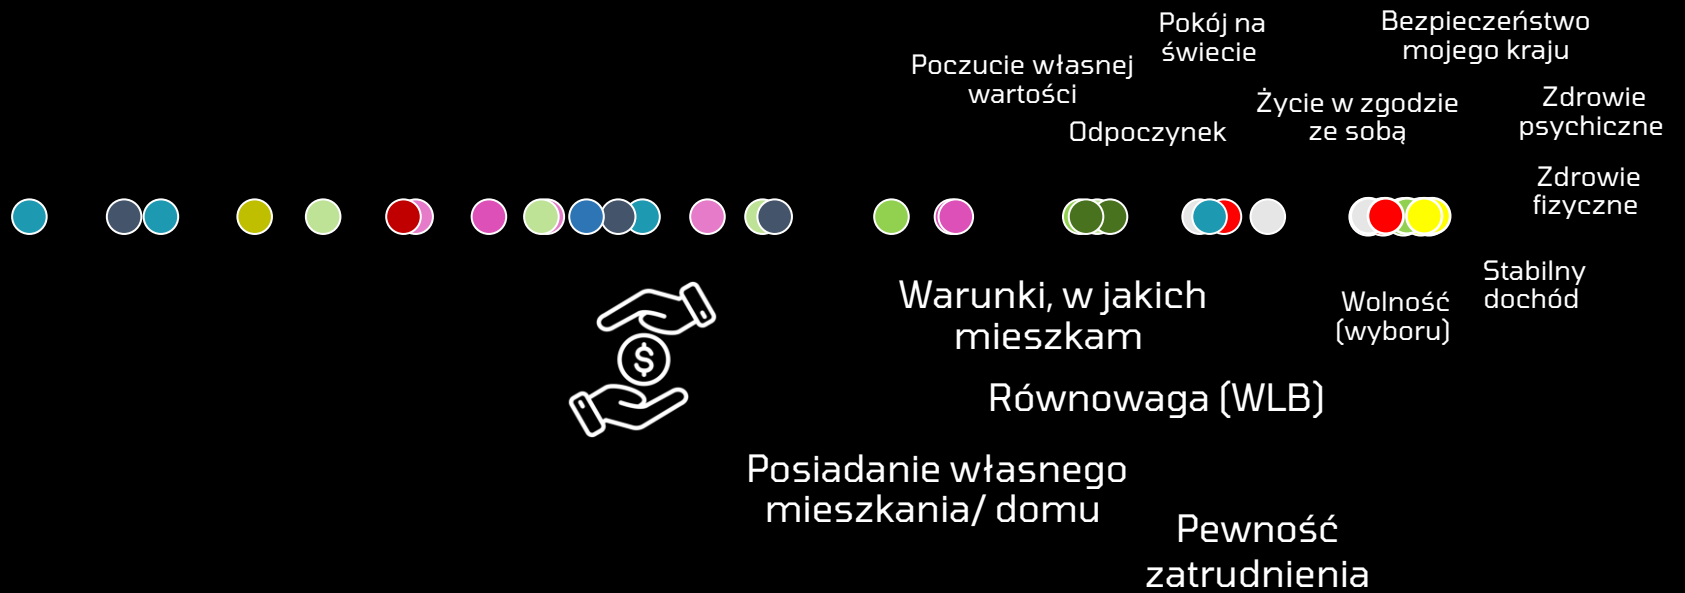 Pokój na
świecie
Bezpieczeństwo
mojego kraju
Poczucie własnej
wartości
Odpoczynek
Życie w zgodzie
ze sobą
Zdrowie
psychiczne
Zdrowie
fizyczne
Stabilny
dochód
Wolność
(wyboru)
Warunki, w jakich
mieszkam
$
Równowaga (WLB)
Posiadanie własnego
mieszkania/ domu
Pewność
zatrudnienia